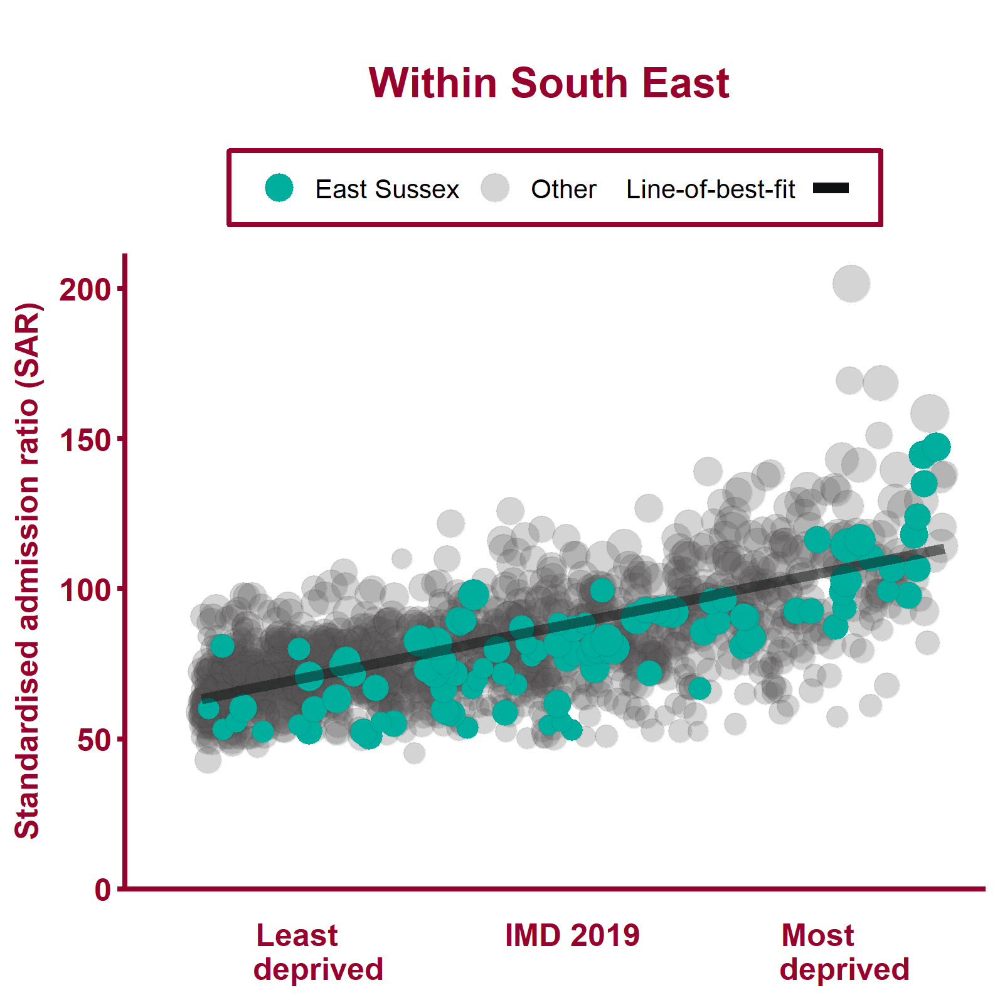 Within South East
East Sussex
Other
Line-of-best-fit
Standardised admission ratio (SAR)
200
150
100
50
0
Least
deprived
IMD 2019
Most
deprived